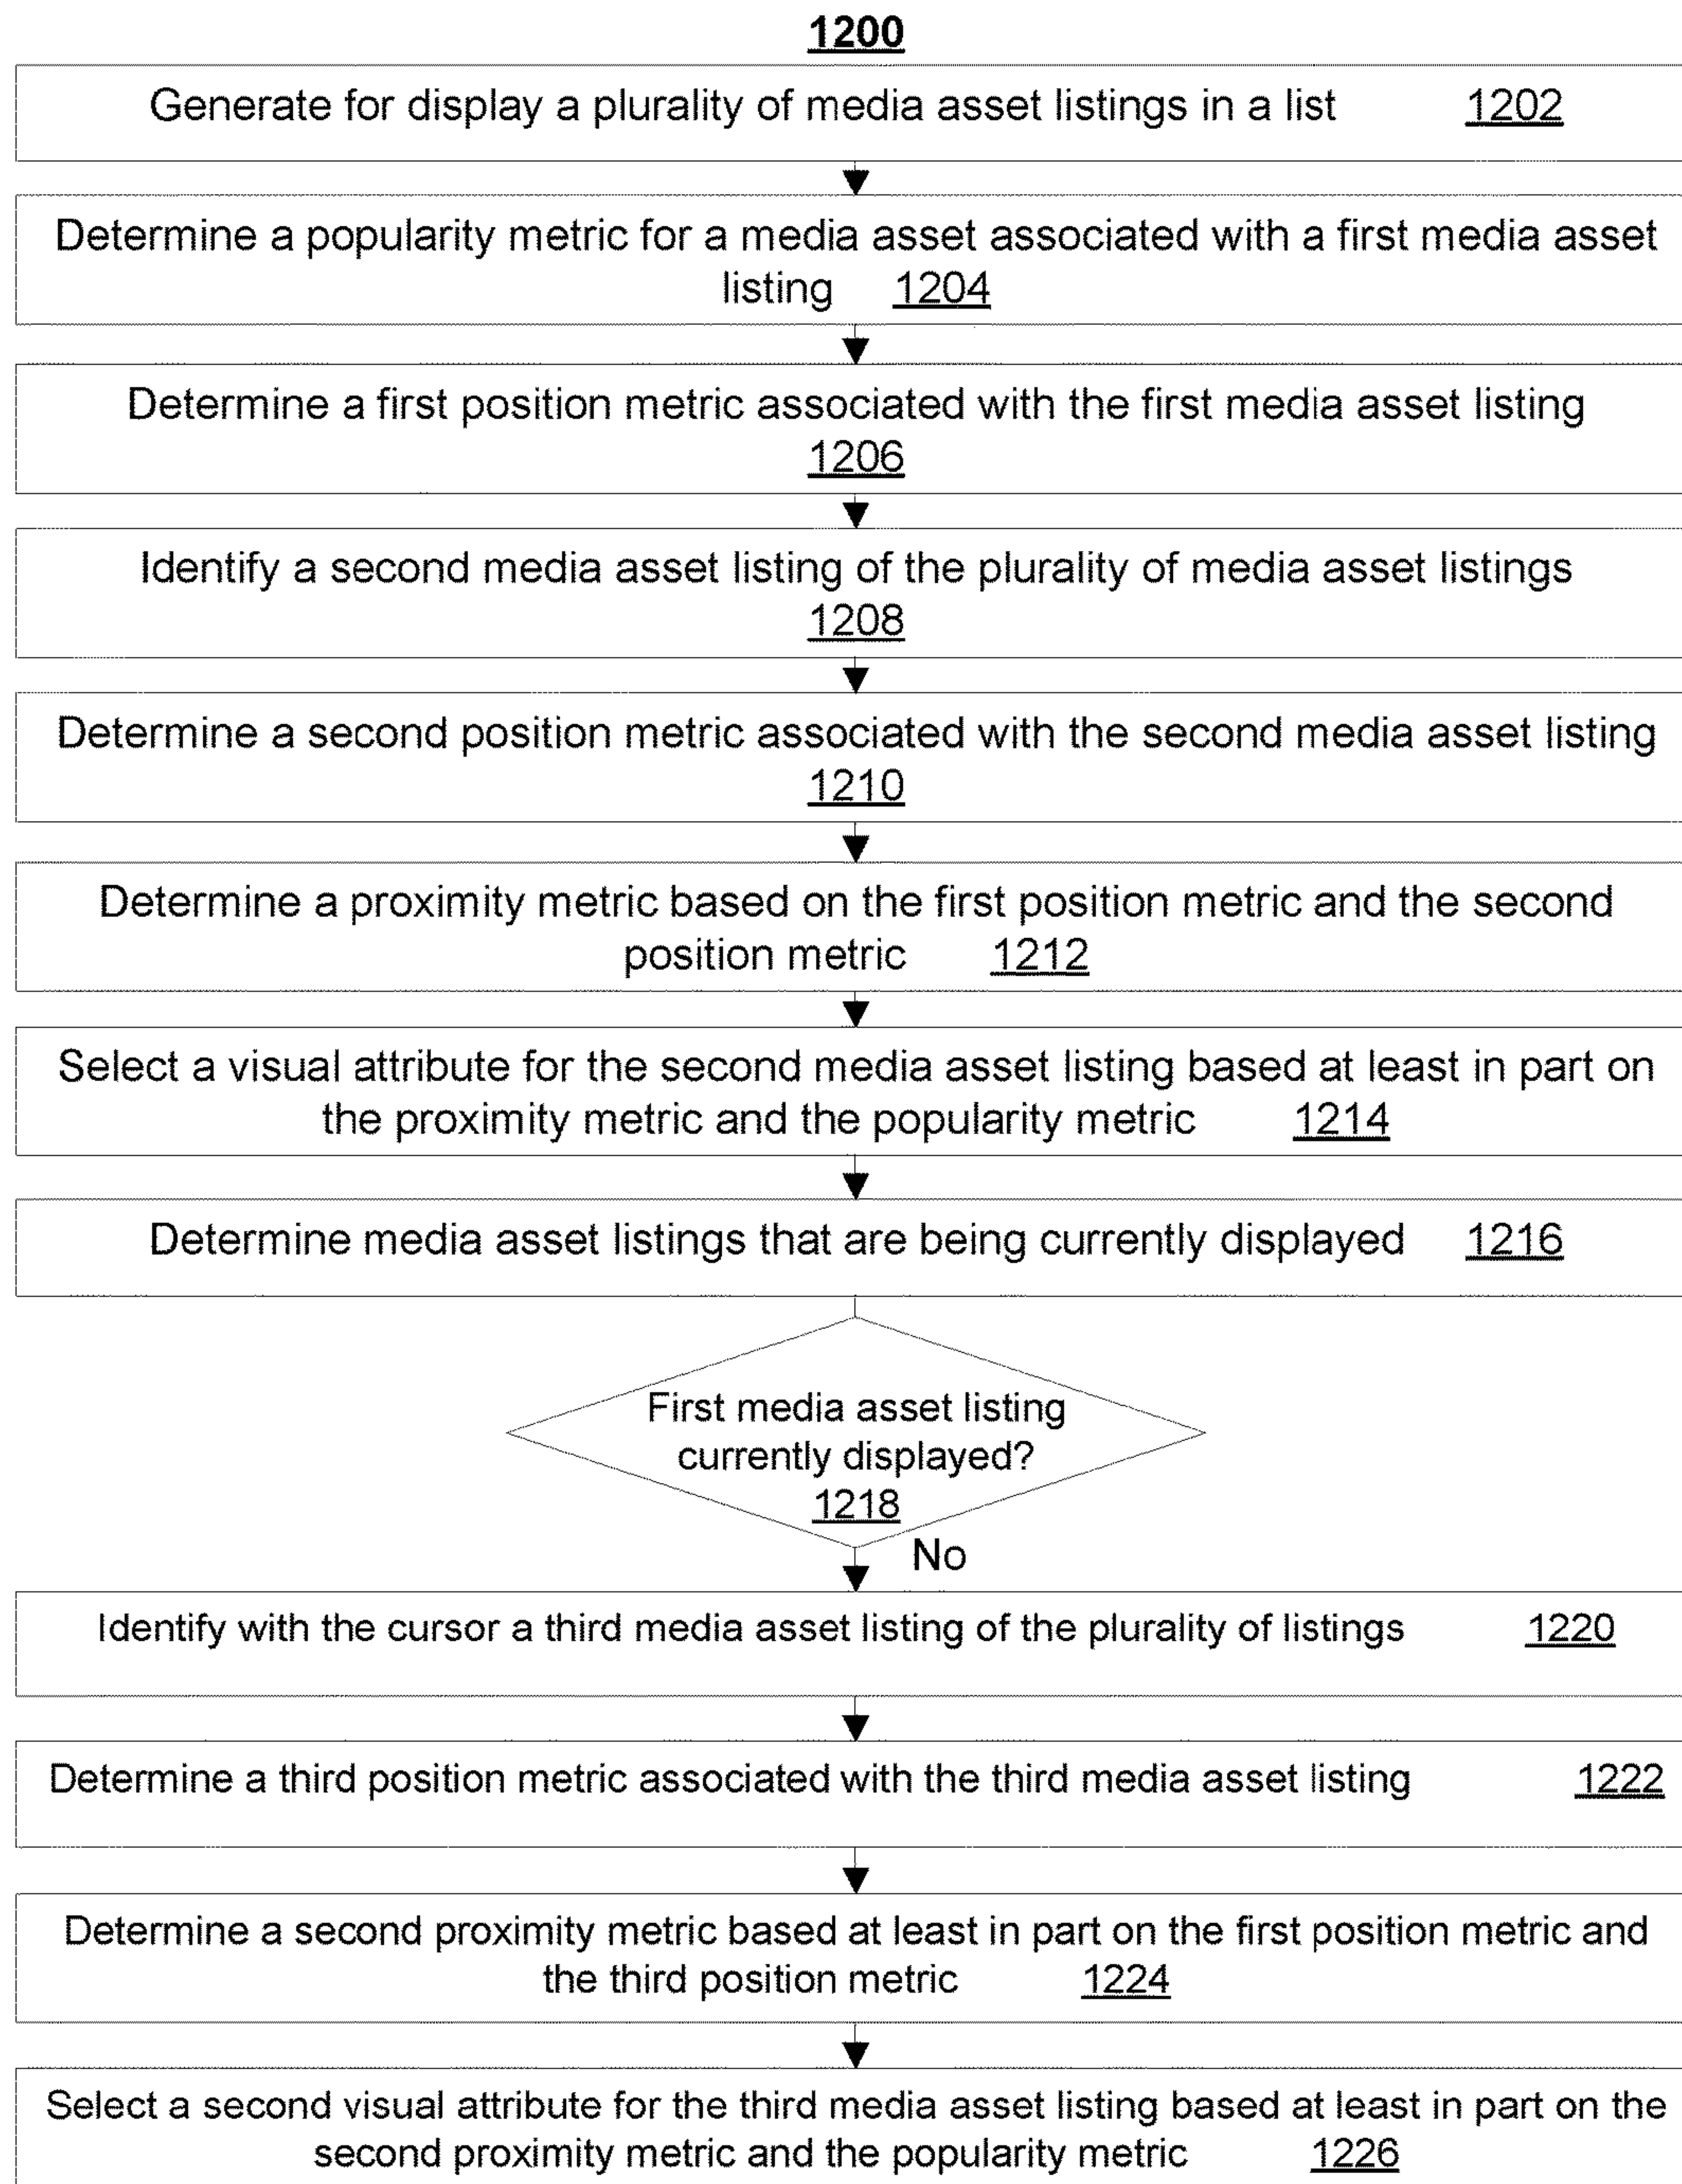 1200
Generate for display a plurality of media asset listings in a list 1202
Determine a popularity metric for a media asset associated with a first media asset
listing 1204
Determine a first position metric associated with the first media asset listing
1206
Identify a second media asset listing of the plurality of media asset listings
1208
Determine a second position metric associated with the second media asset listing
1210
Determine a proximity metric based on the first position metric and the second
position metric 1212
Select a visual attribute for the second media asset listing based at least in part on
the proximity metric and the popularity metric 1214
Determine media asset listings that are being currently displayed 1216
First media asset listing
currently displayed?
1218
No
Identify with the cursor a third media asset listing of the plurality of listings 1220
Determine a third position metric associated with the third media asset listing 1222
Determine a second proximity metric based at least in part on the first position metric and
the third position metric 1224
Select a second visual attribute for the third media asset listing based at least in part on the
second proximity metric and the popularity metric 1226